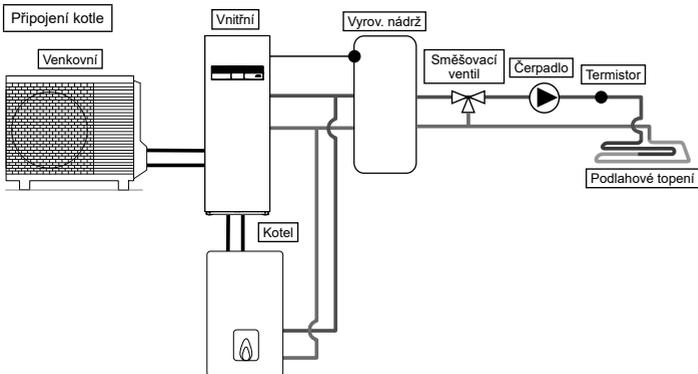 Připojení kotle
Vnitřní
Vyrov. nádrž
Venkovní
Směšovací
ventil
Čerpadlo
Termistor
Podlahové topení
Kotel